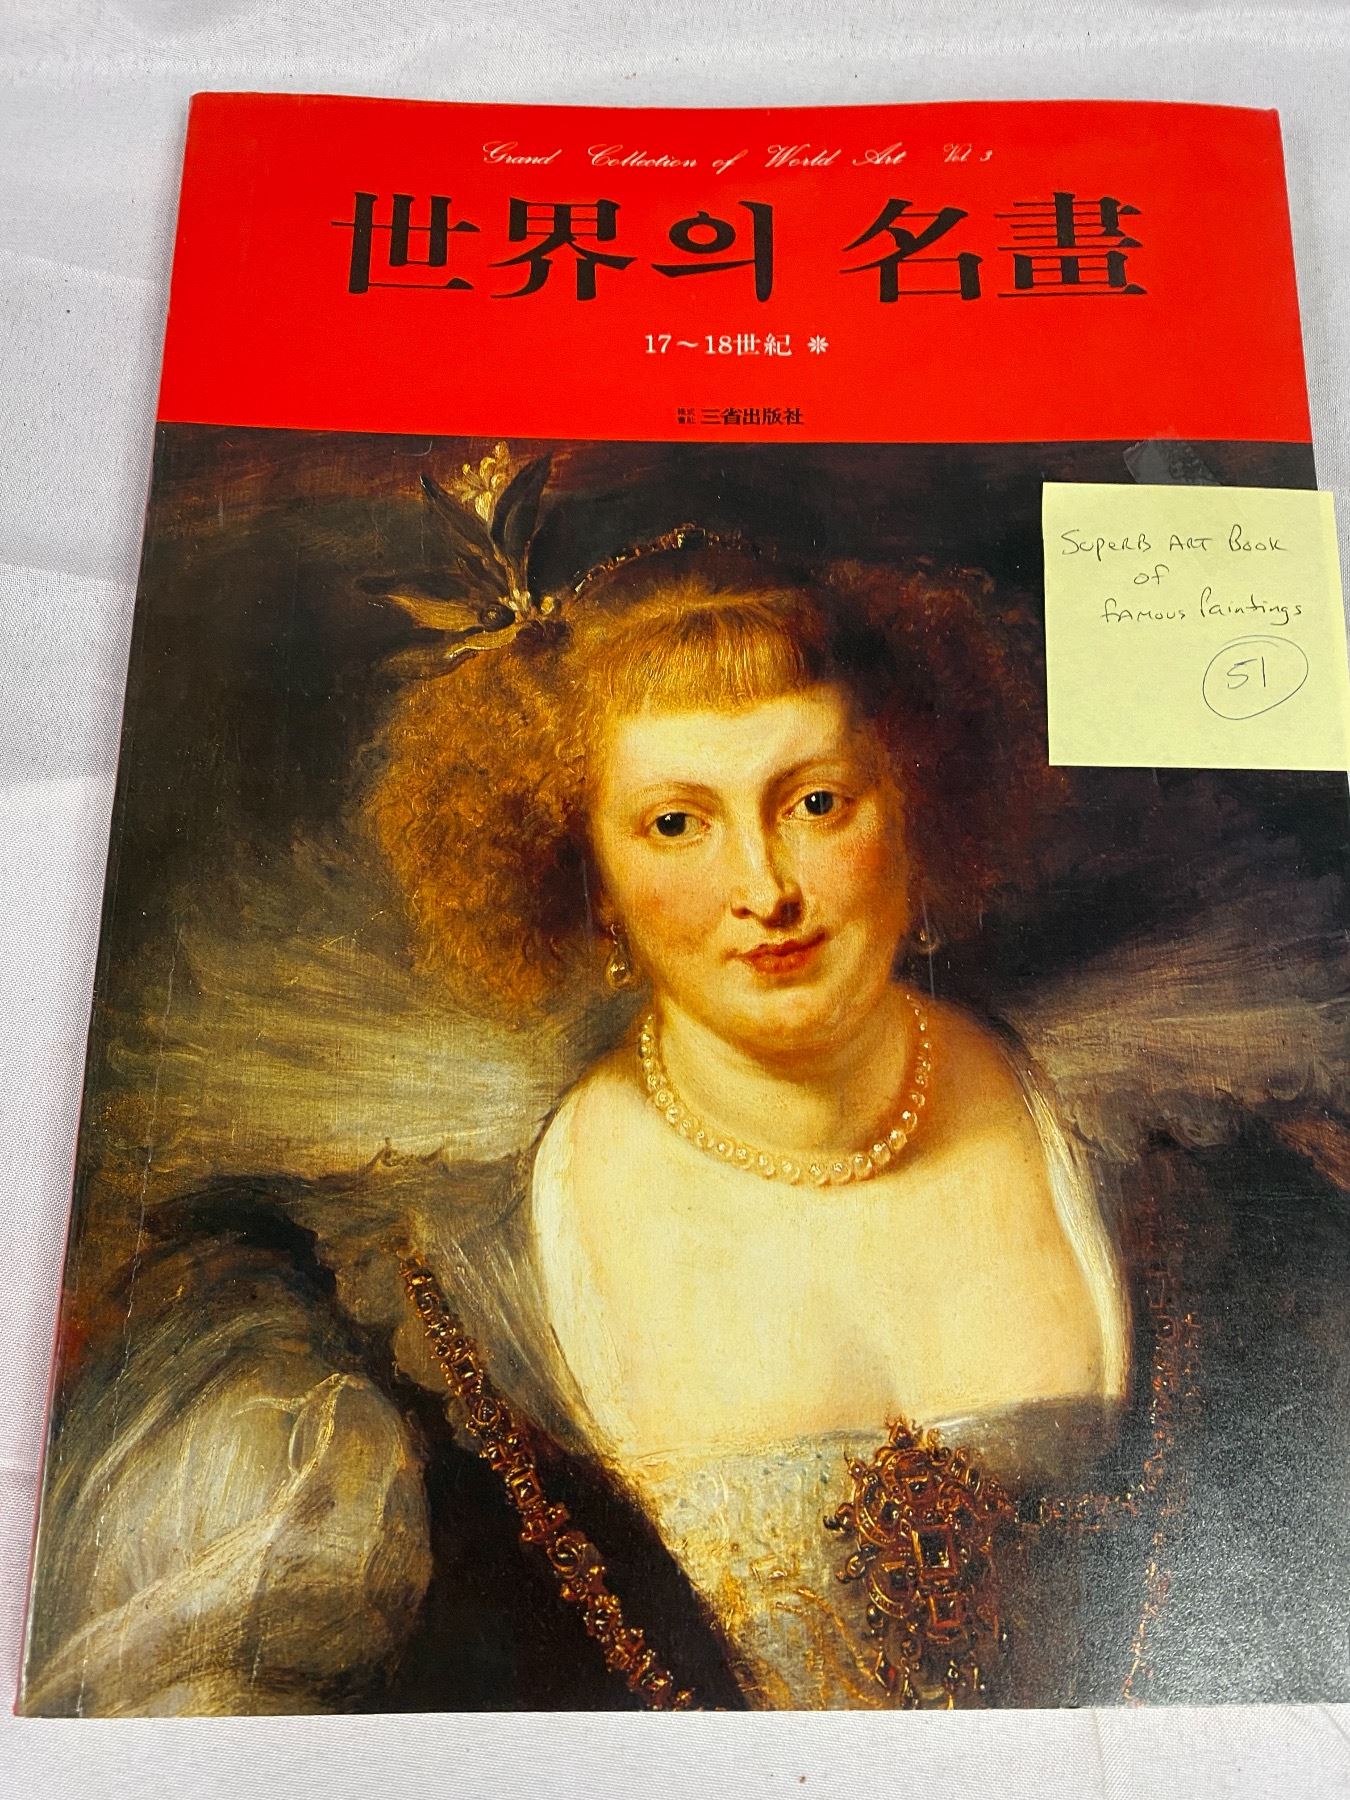 Grand Collection of World Art Vol 3
世界의 名畫
17～18世紀 ✷
株式會社 三省出版社
SUPERB ART BOOK
OF
FAMOUS Paintings
51